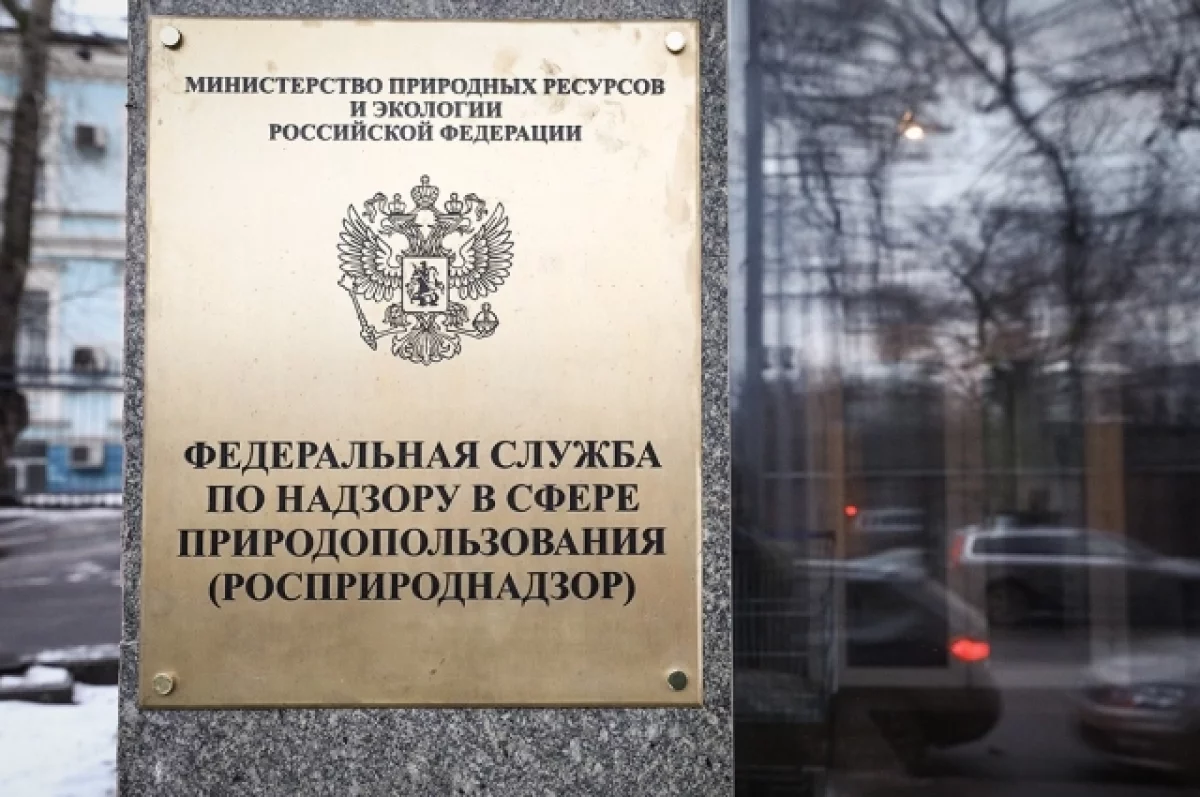 МИНИСТЕРСТВО ПРИРОДНЫХ РЕСУРСОВ
И ЭКОЛОГИИ
РОССИЙСКОЙ ФЕДЕРАЦИИ
ФЕДЕРАЛЬНАЯ СЛУЖБА
ПО НАДЗОРУ В СФЕРЕ
ПРИРОДОПОЛЬЗОВАНИЯ
(РОСПРИРОДНАДЗОР)